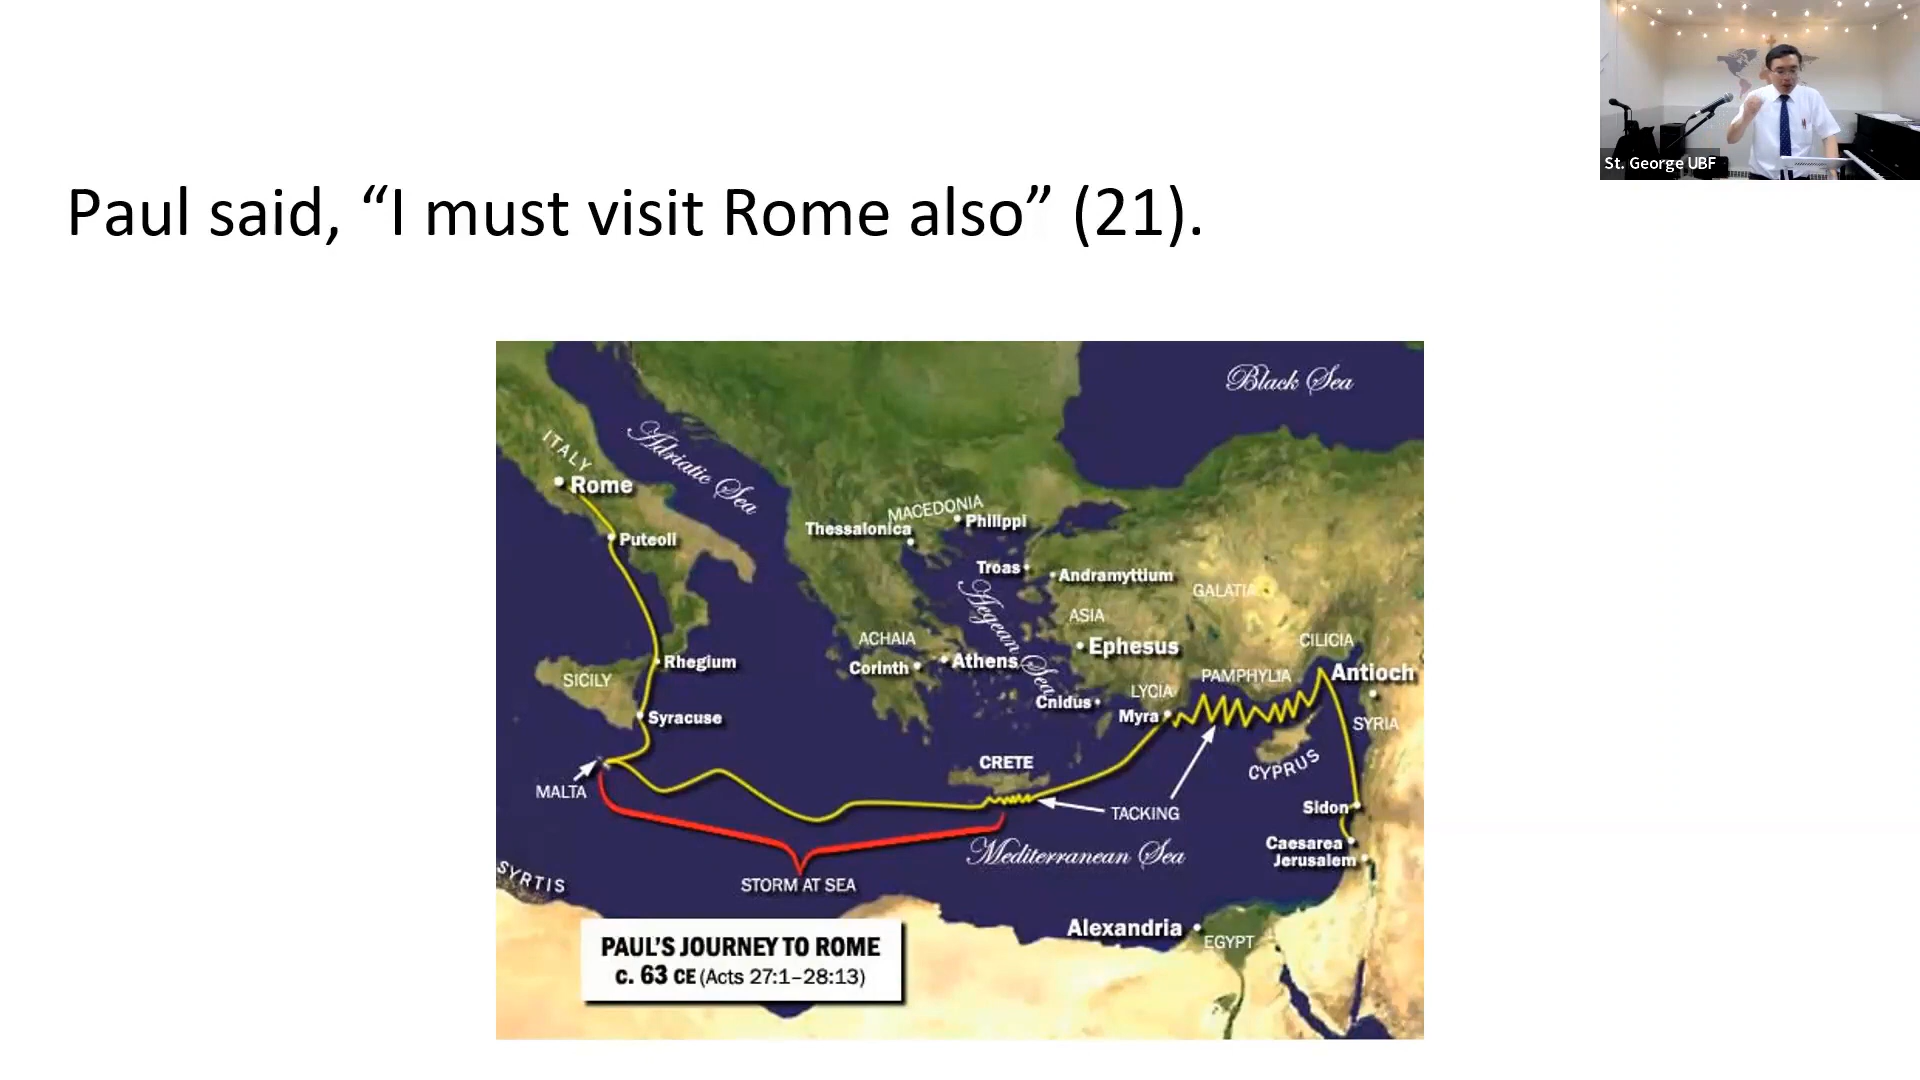 St. George UBF
Paul said, “I must visit Rome also” (21).
Black Sea
Adriatic Sea
ITALY
Rome
MACEDONIA
Thessalonica
Philippi
Puteoli
Troas
Andramyttium
GALATIA
Aegean Sea
ASIA
ACHAIA
Ephesus
CILICIA
Corinth
Athens
Rhegium
SICILY
PAMPHYLIA
Antioch
LYCIA
Cnidus
Myra
Syracuse
SYRIA
CRETE
CYPRUS
MALTA
TACKING
Sidon
Caesarea
Jerusalem
Mediterranean Sea
SYRTIS
STORM AT SEA
Alexandria
EGYPT
PAUL'S JOURNEY TO ROME
c. 63 CE (Acts 27:1–28:13)